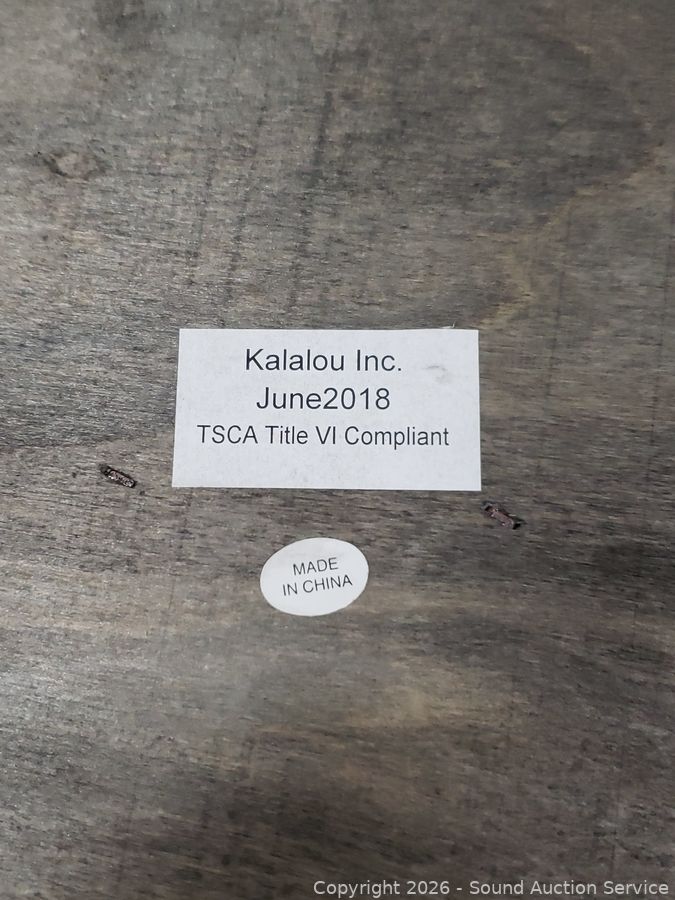 Kalalou Inc.
June2018
TSCA Title VI Compliant
MADE
IN CHINA
Copyright 2026 - Sound Auction Service